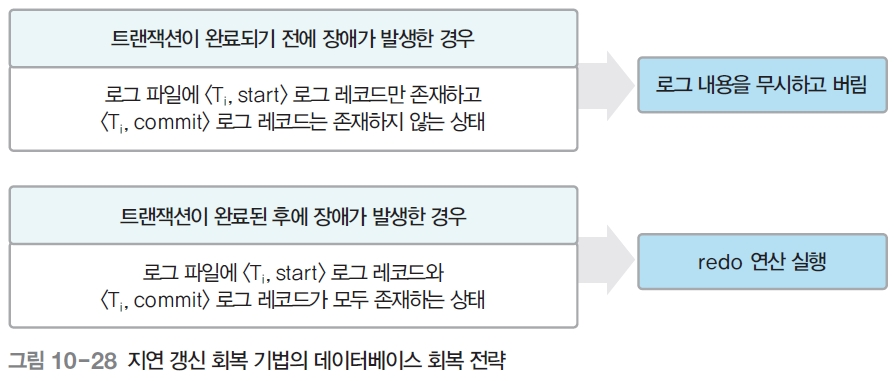 트랜잭션이 완료되기 전에 장애가 발생한 경우
로그 파일에 〈Ti, start〉 로그 레코드만 존재하고
〈Ti, commit〉 로그 레코드는 존재하지 않는 상태
로그 내용을 무시하고 버림
트랜잭션이 완료된 후에 장애가 발생한 경우
로그 파일에 〈Ti, start〉 로그 레코드와
〈Ti, commit〉 로그 레코드가 모두 존재하는 상태
redo 연산 실행
그림 10-28 지연 갱신 회복 기법의 데이터베이스 회복 전략